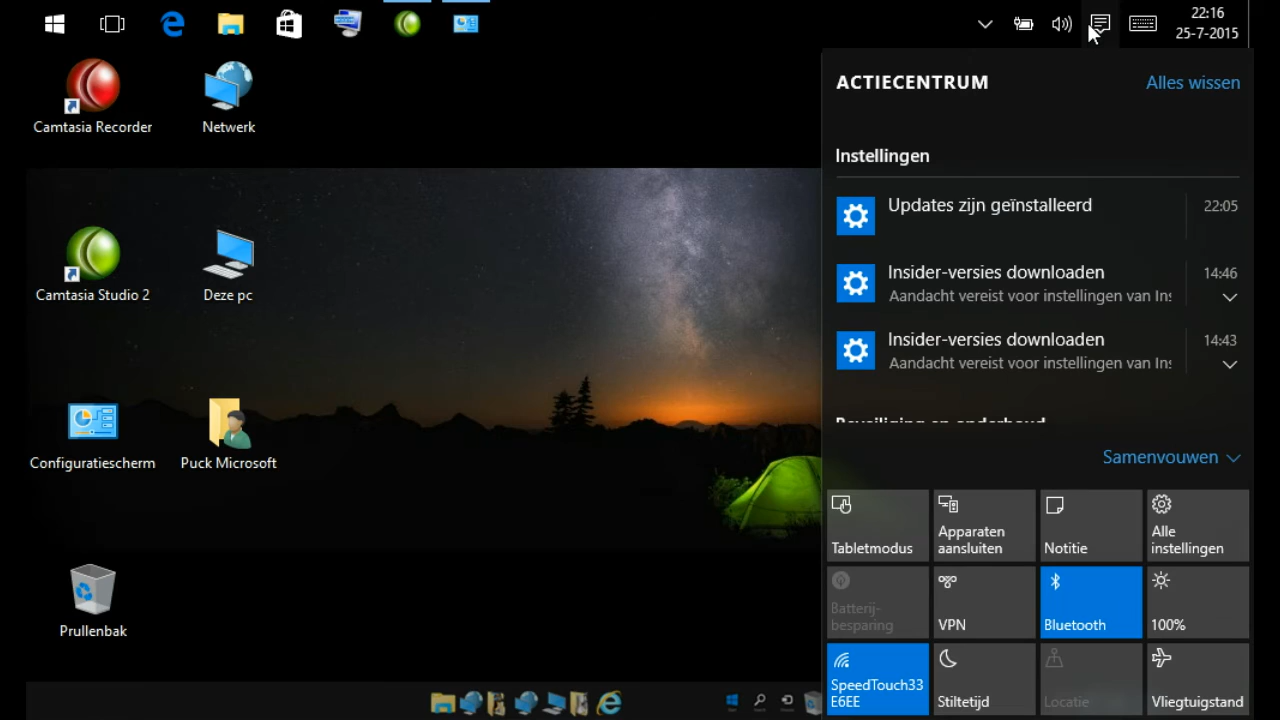 22:16
25-7-2015
ACTIECENTRUM
Alles wissen
Instellingen
Updates zijn geïnstalleerd
22:05
Insider-versies downloaden
14:46
Aandacht vereist voor instellingen van Ins
Insider-versies downloaden
14:43
Aandacht vereist voor instellingen van Ins
Beveiliging en onderhoud
Samenvouwen
Tabletmodus
Apparaten
aansluiten
Notitie
Alle
instellingen
Batterij-
besparing
VPN
Bluetooth
100%
SpeedTouch33
E6EE
Stiltetijd
Locatie
Vliegtuigstand
Camtasia Recorder
Netwerk
Camtasia Studio 2
Deze pc
Configuratiescherm
Puck Microsoft
Prullenbak